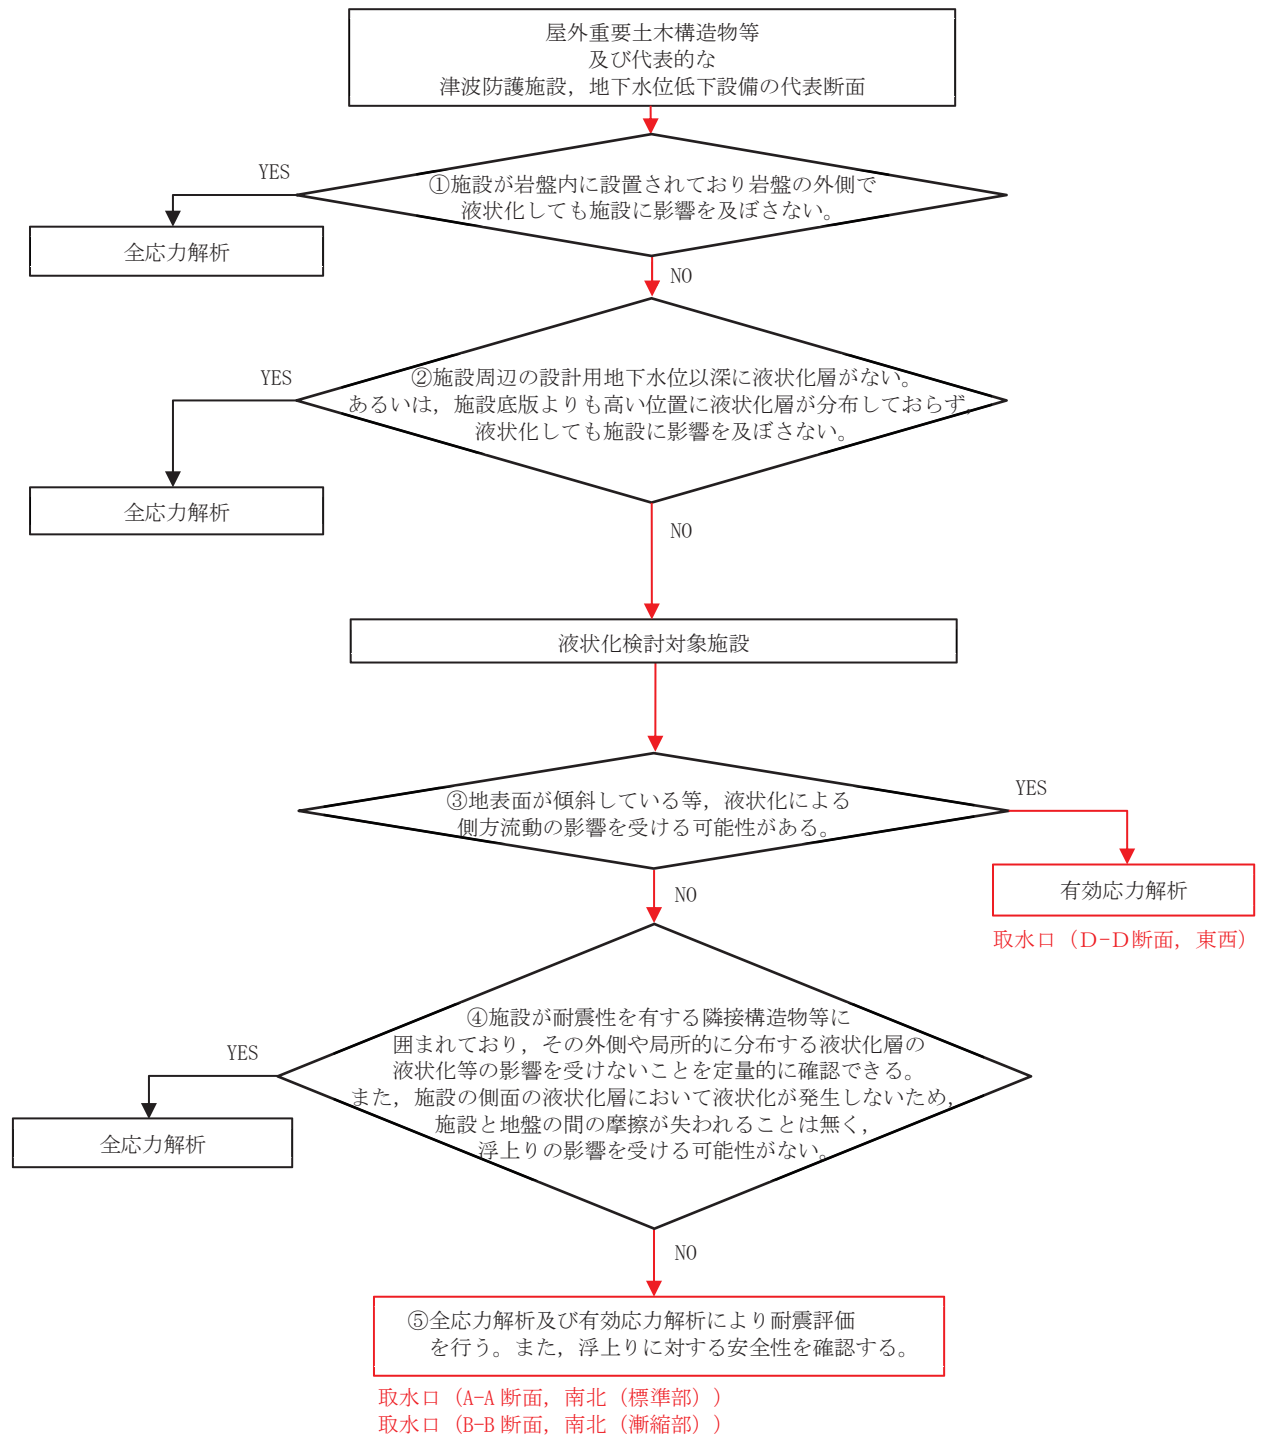 屋外重要土木構造物等
及び代表的な
津波防護施設，地下水位低下設備の代表断面
YES
①施設が岩盤内に設置されており岩盤の外側で
液状化しても施設に影響を及ぼさない。
全応力解析
NO
YES
②施設周辺の設計用地下水位以深に液状化層がない。
あるいは，施設底版よりも高い位置に液状化層が分布しておらず，
液状化しても施設に影響を及ぼさない。
全応力解析
NO
液状化検討対象施設
YES
③地表面が傾斜している等，液状化による
側方流動の影響を受ける可能性がある。
有効応力解析
NO
取水口（Ｄ−Ｄ断面，東西）
④施設が耐震性を有する隣接構造物等に
囲まれており，その外側や局所的に分布する液状化層の
液状化等の影響を受けないことを定量的に確認できる。
また，施設の側面の液状化層において液状化が発生しないため，
施設と地盤の間の摩擦が失われることは無く，
浮上りの影響を受ける可能性がない。
YES
全応力解析
NO
⑤全応力解析及び有効応力解析により耐震評価
を行う。また，浮上りに対する安全性を確認する。
取水口（A-A 断面，南北（標準部））
取水口（B-B 断面，南北（漸縮部））